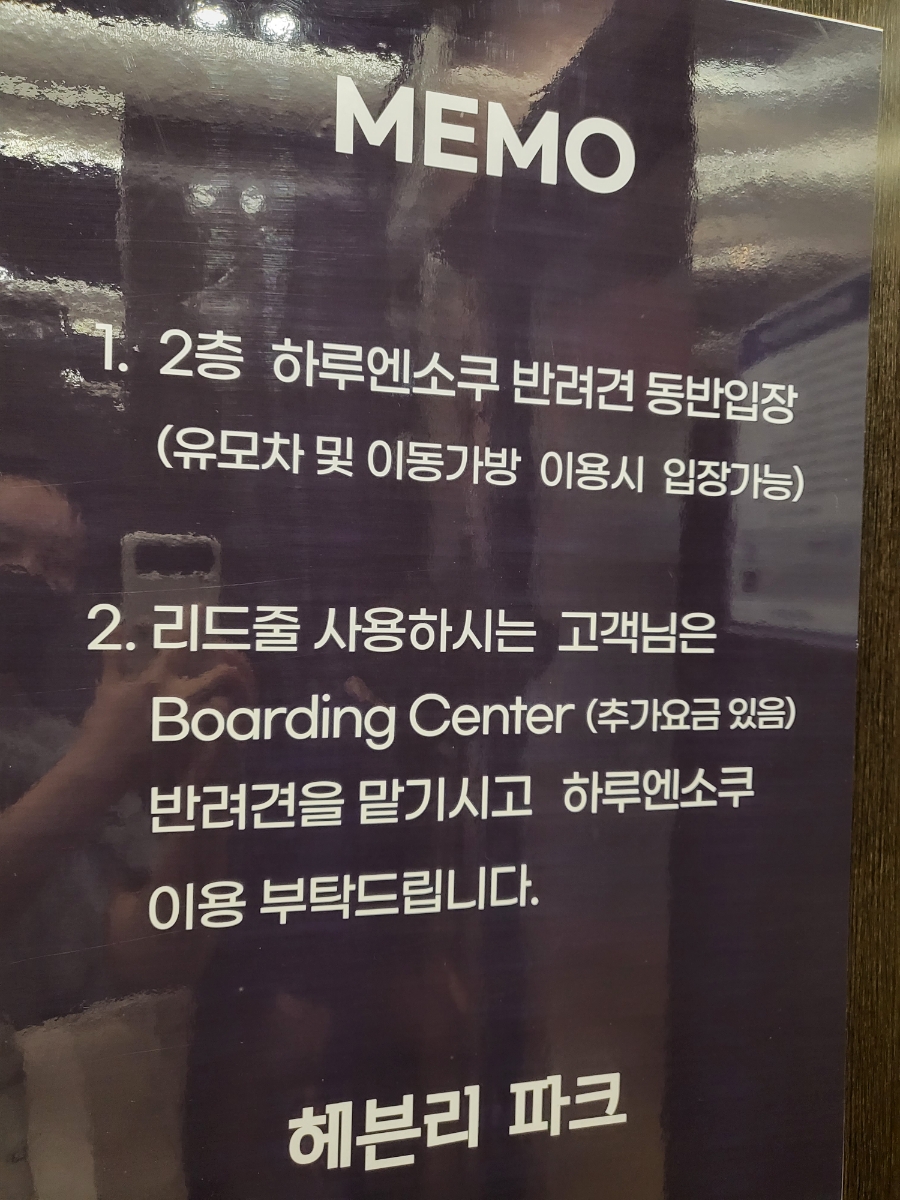 MEMO
1. 2층 하루엔소쿠 반려견 동반입장
(유모차 및 이동가방 이용시 입장가능)
2. 리드줄 사용하시는 고객님은
Boarding Center (추가요금 있음)
반려견을 맡기시고 하루엔소쿠
이용 부탁드립니다.
헤븐리 파크